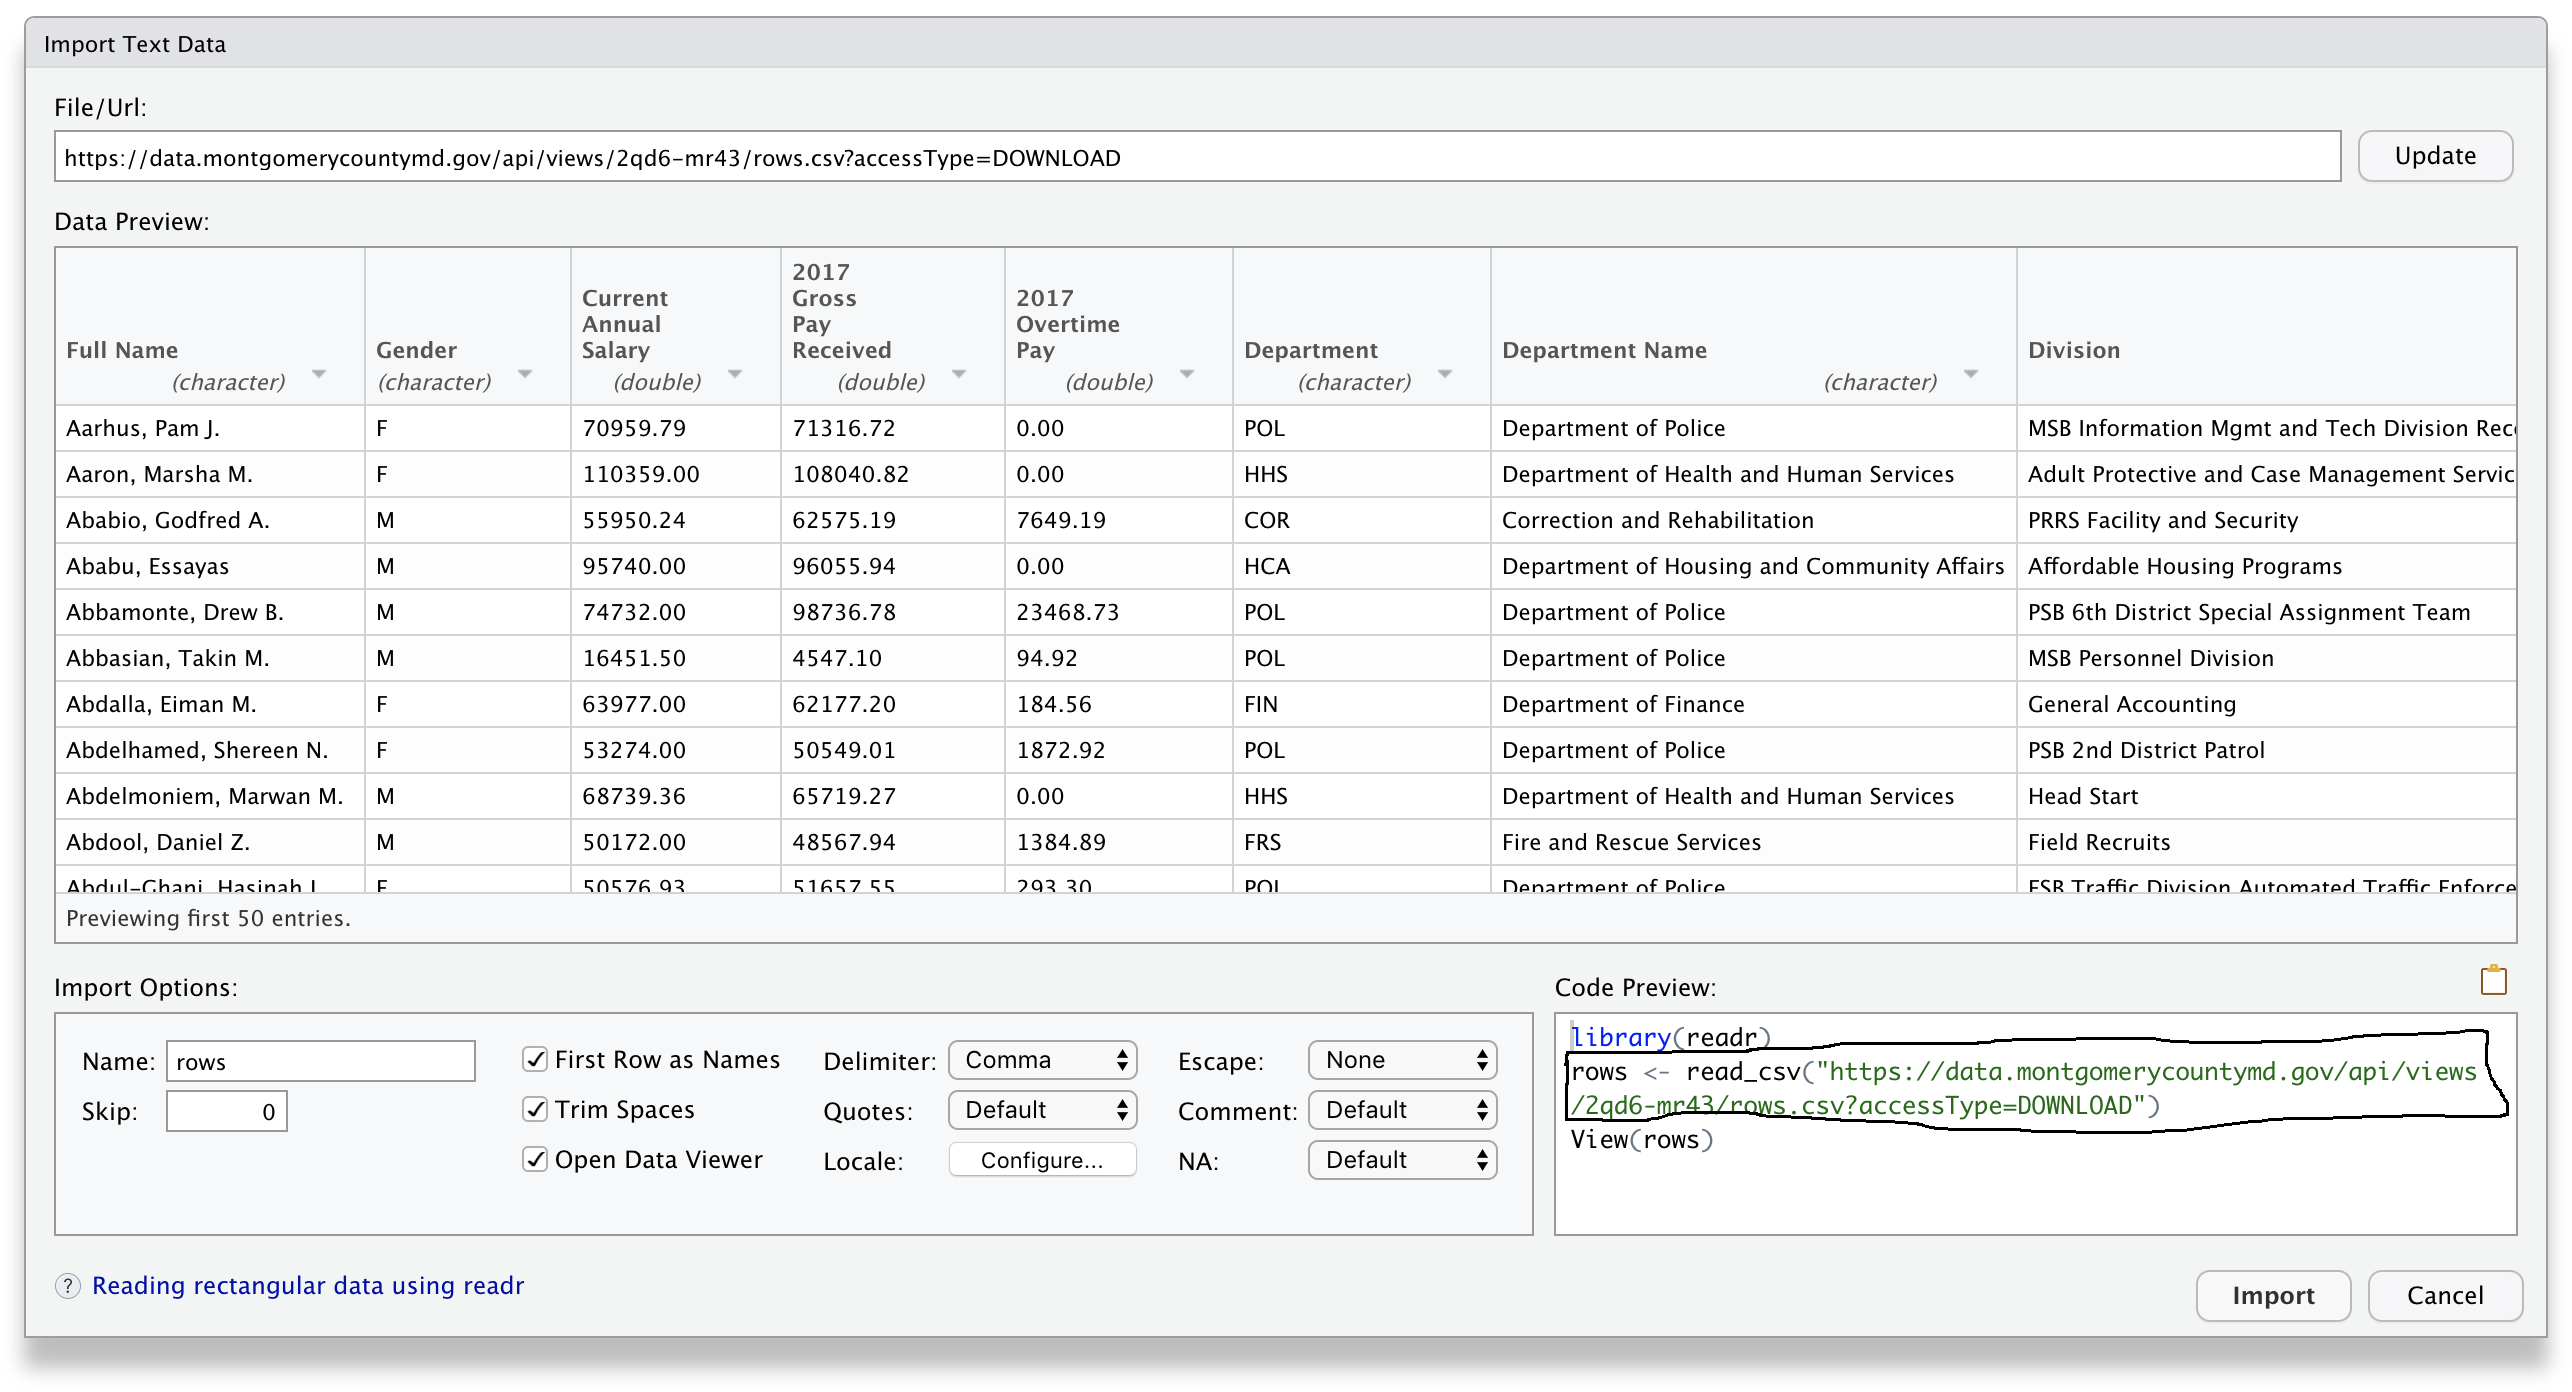 Import Text Data
File/Url:
https://data.montgomerycountymd.gov/api/views/2qd6-mr43/rows.csv?accessType=DOWNLOAD
Update
Data Preview:
Full Name (character) Gender (character) Current Annual Salary (double) 2017 Gross Pay Received (double) 2017 Overtime Pay (double) Department (character) Department Name (character) Division
Aarhus, Pam J. F 70959.79 71316.72 0.00 POL Department of Police MSB Information Mgmt and Tech Division Rec
Aaron, Marsha M. F 110359.00 108040.82 0.00 HHS Department of Health and Human Services Adult Protective and Case Management Servic
Ababio, Godfred A. M 55950.24 62575.19 7649.19 COR Correction and Rehabilitation PRRS Facility and Security
Ababu, Essayas M 95740.00 96055.94 0.00 HCA Department of Housing and Community Affairs Affordable Housing Programs
Abbamonte, Drew B. M 74732.00 98736.78 23468.73 POL Department of Police PSB 6th District Special Assignment Team
Abbasian, Takin M. M 16451.50 4547.10 94.92 POL Department of Police MSB Personnel Division
Abdalla, Eiman M. F 63977.00 62177.20 184.56 FIN Department of Finance General Accounting
Abdelhamed, Shereen N. F 53274.00 50549.01 1872.92 POL Department of Police PSB 2nd District Patrol
Abdelmoniem, Marwan M. M 68739.36 65719.27 0.00 HHS Department of Health and Human Services Head Start
Abdool, Daniel Z. M 50172.00 48567.94 1384.89 FRS Fire and Rescue Services Field Recruits
Abdul-Ghani, Hasinah F 50576.93 51657.55 293.30 POL Department of Police FSB Traffic Division Automated Traffic Enforce
Previewing first 50 entries.
Import Options:
Name: rows
Skip: 0
First Row as Names
Trim Spaces
Open Data Viewer
Delimiter: Comma
Quotes: Default
Locale: Configure...
Escape: None
Comment: Default
NA: Default
Code Preview:
library(readr)
rows <- read_csv("https://data.montgomerycountymd.gov/api/views
/2qd6-mr43/rows.csv?accessType=DOWNLOAD")
View(rows)
? Reading rectangular data using readr
Import
Cancel